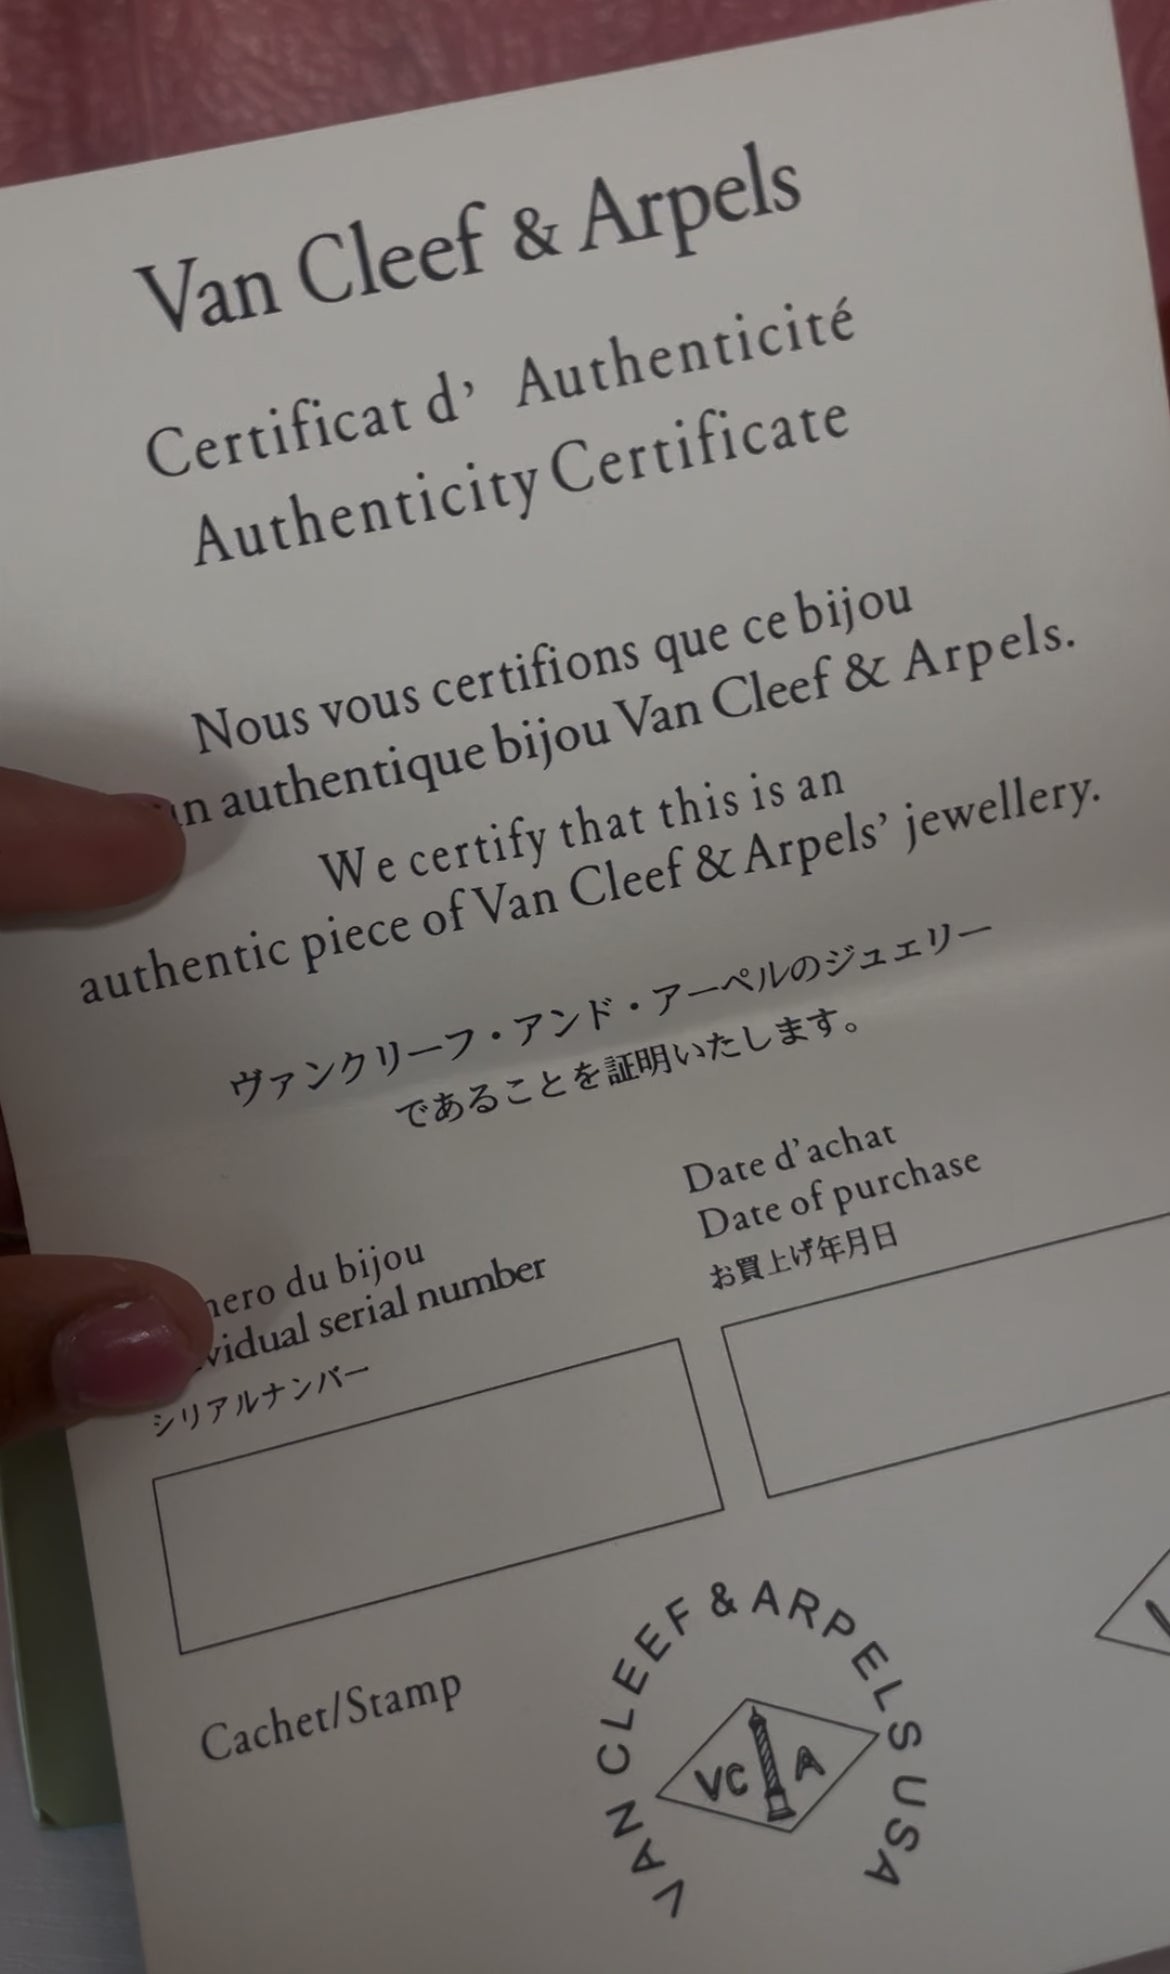 Van Cleef & Arpels
Certificat d' Authenticité
Authenticity Certificate
Nous vous certifions que ce bijou
authentique bijou Van Cleef & Arpels.
We certify that this is an
authentic piece of Van Cleef & Arpels' jewellery.
ヴァンクリーフ・アンド・アーペルのジュェリー
であることを証明いたします。
Date d'achat
Date of purchase
お買上げ年月日
du bijou
serial number
シリアルナンバー
Cachet/Stamp
VAN CLEEF & ARPELS USA
VC A